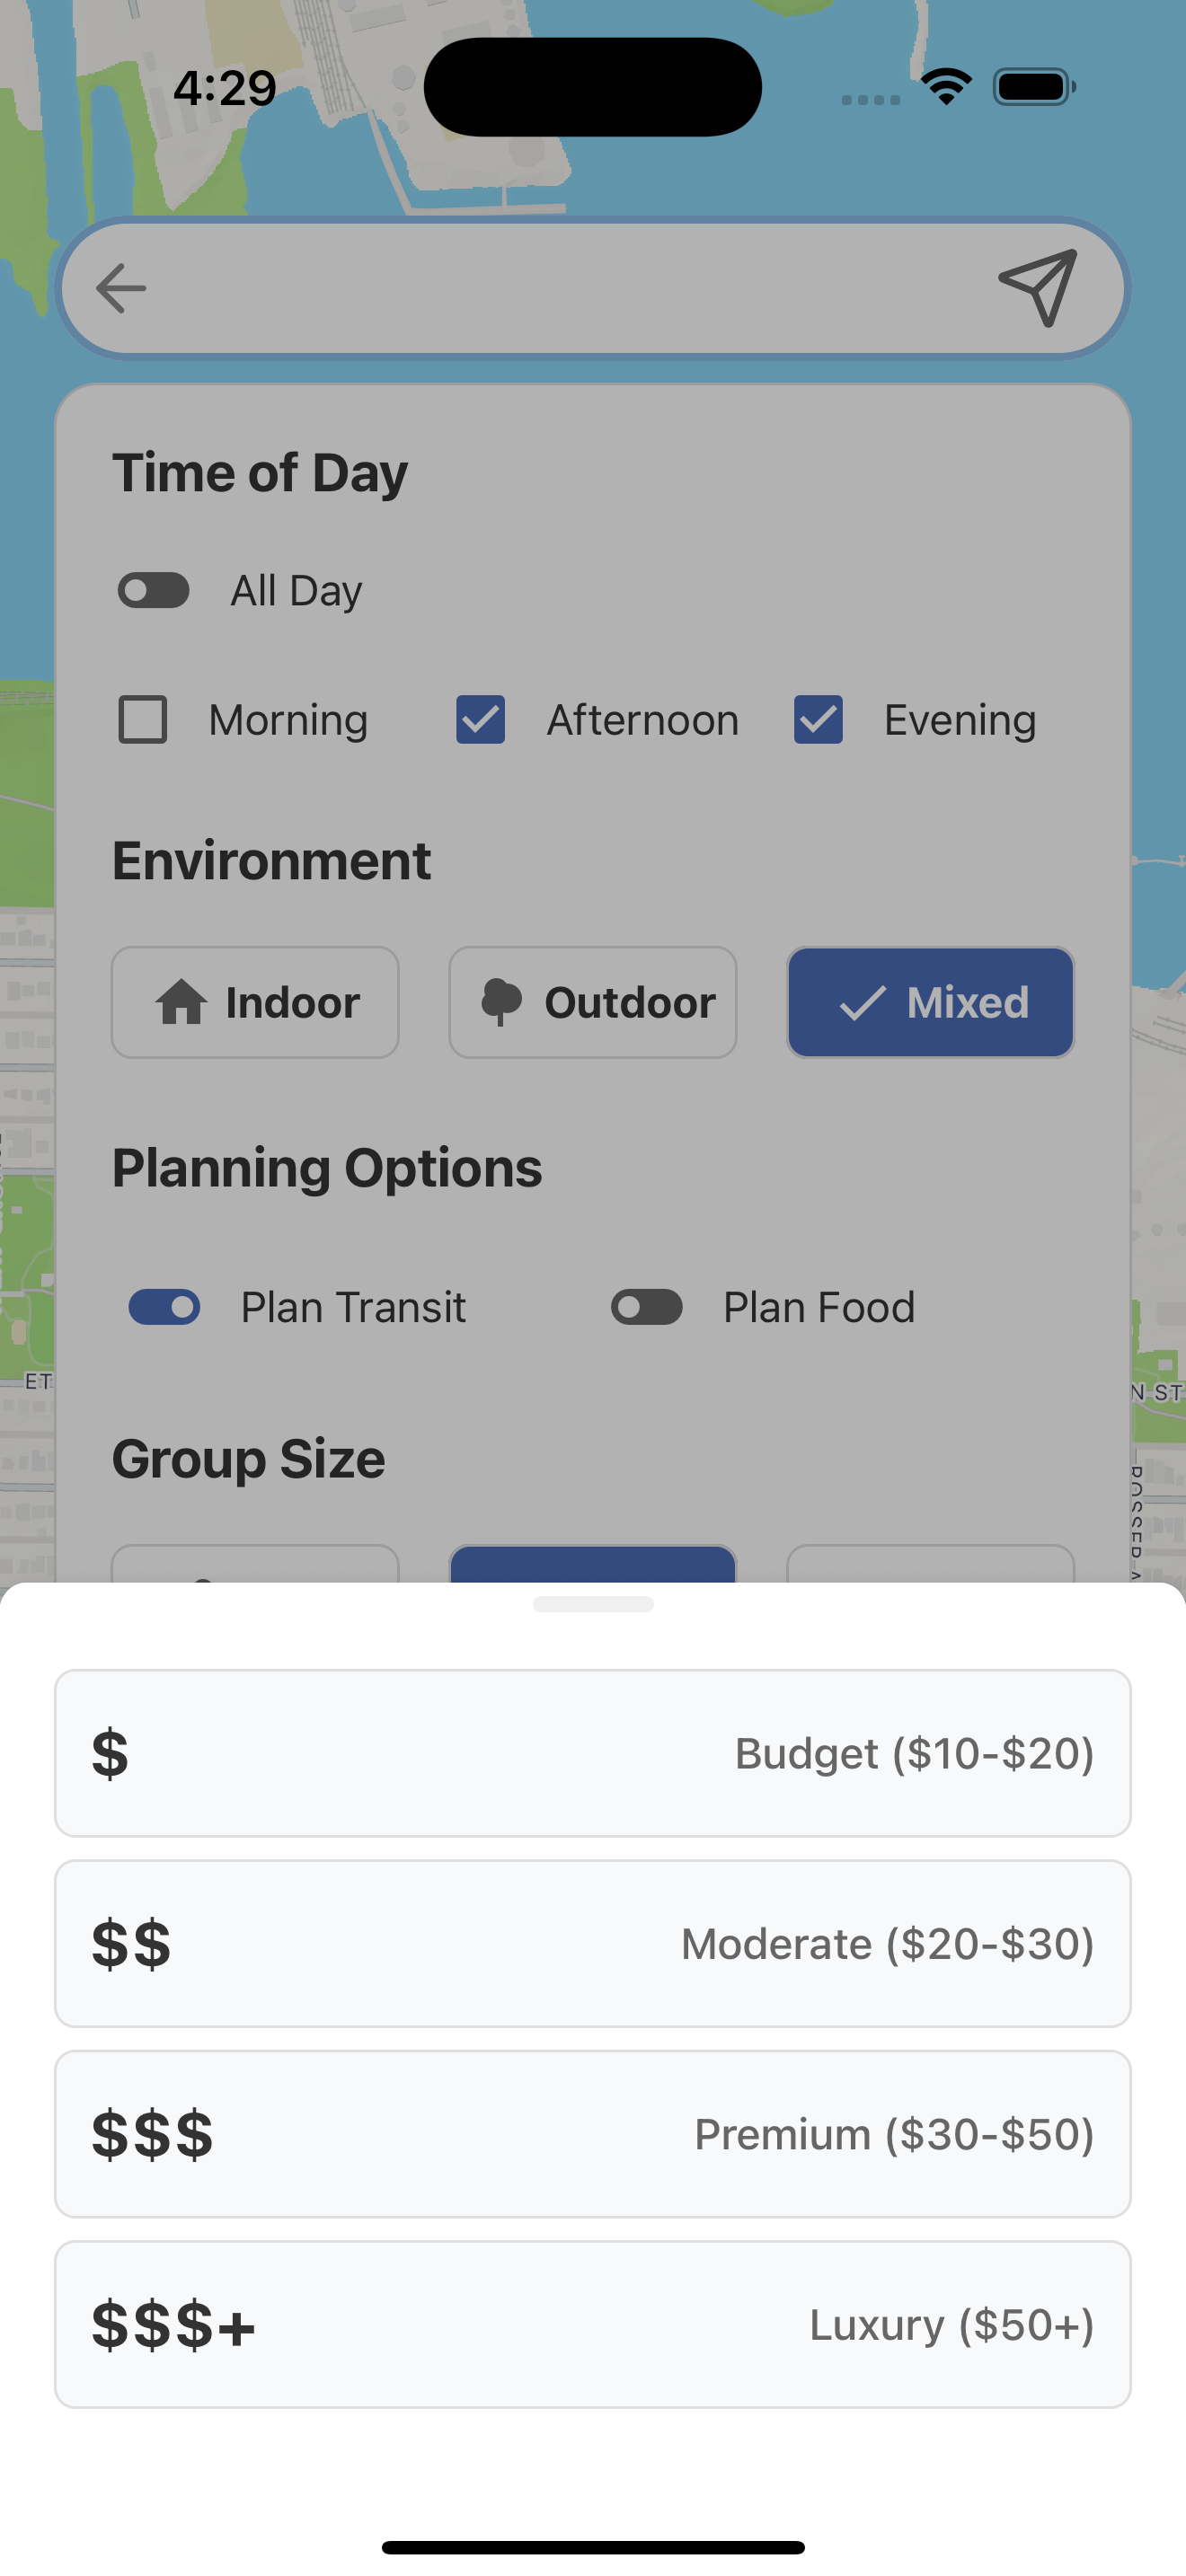 4:29
Time of Day
All Day
Morning Afternoon Evening
Environment
Indoor Outdoor Mixed
Planning Options
Plan Transit Plan Food
ET
N ST
Group Size
$ Budget ($10-$20)
$$ Moderate ($20-$30)
$$$ Premium ($30-$50)
$$$+ Luxury ($50+)